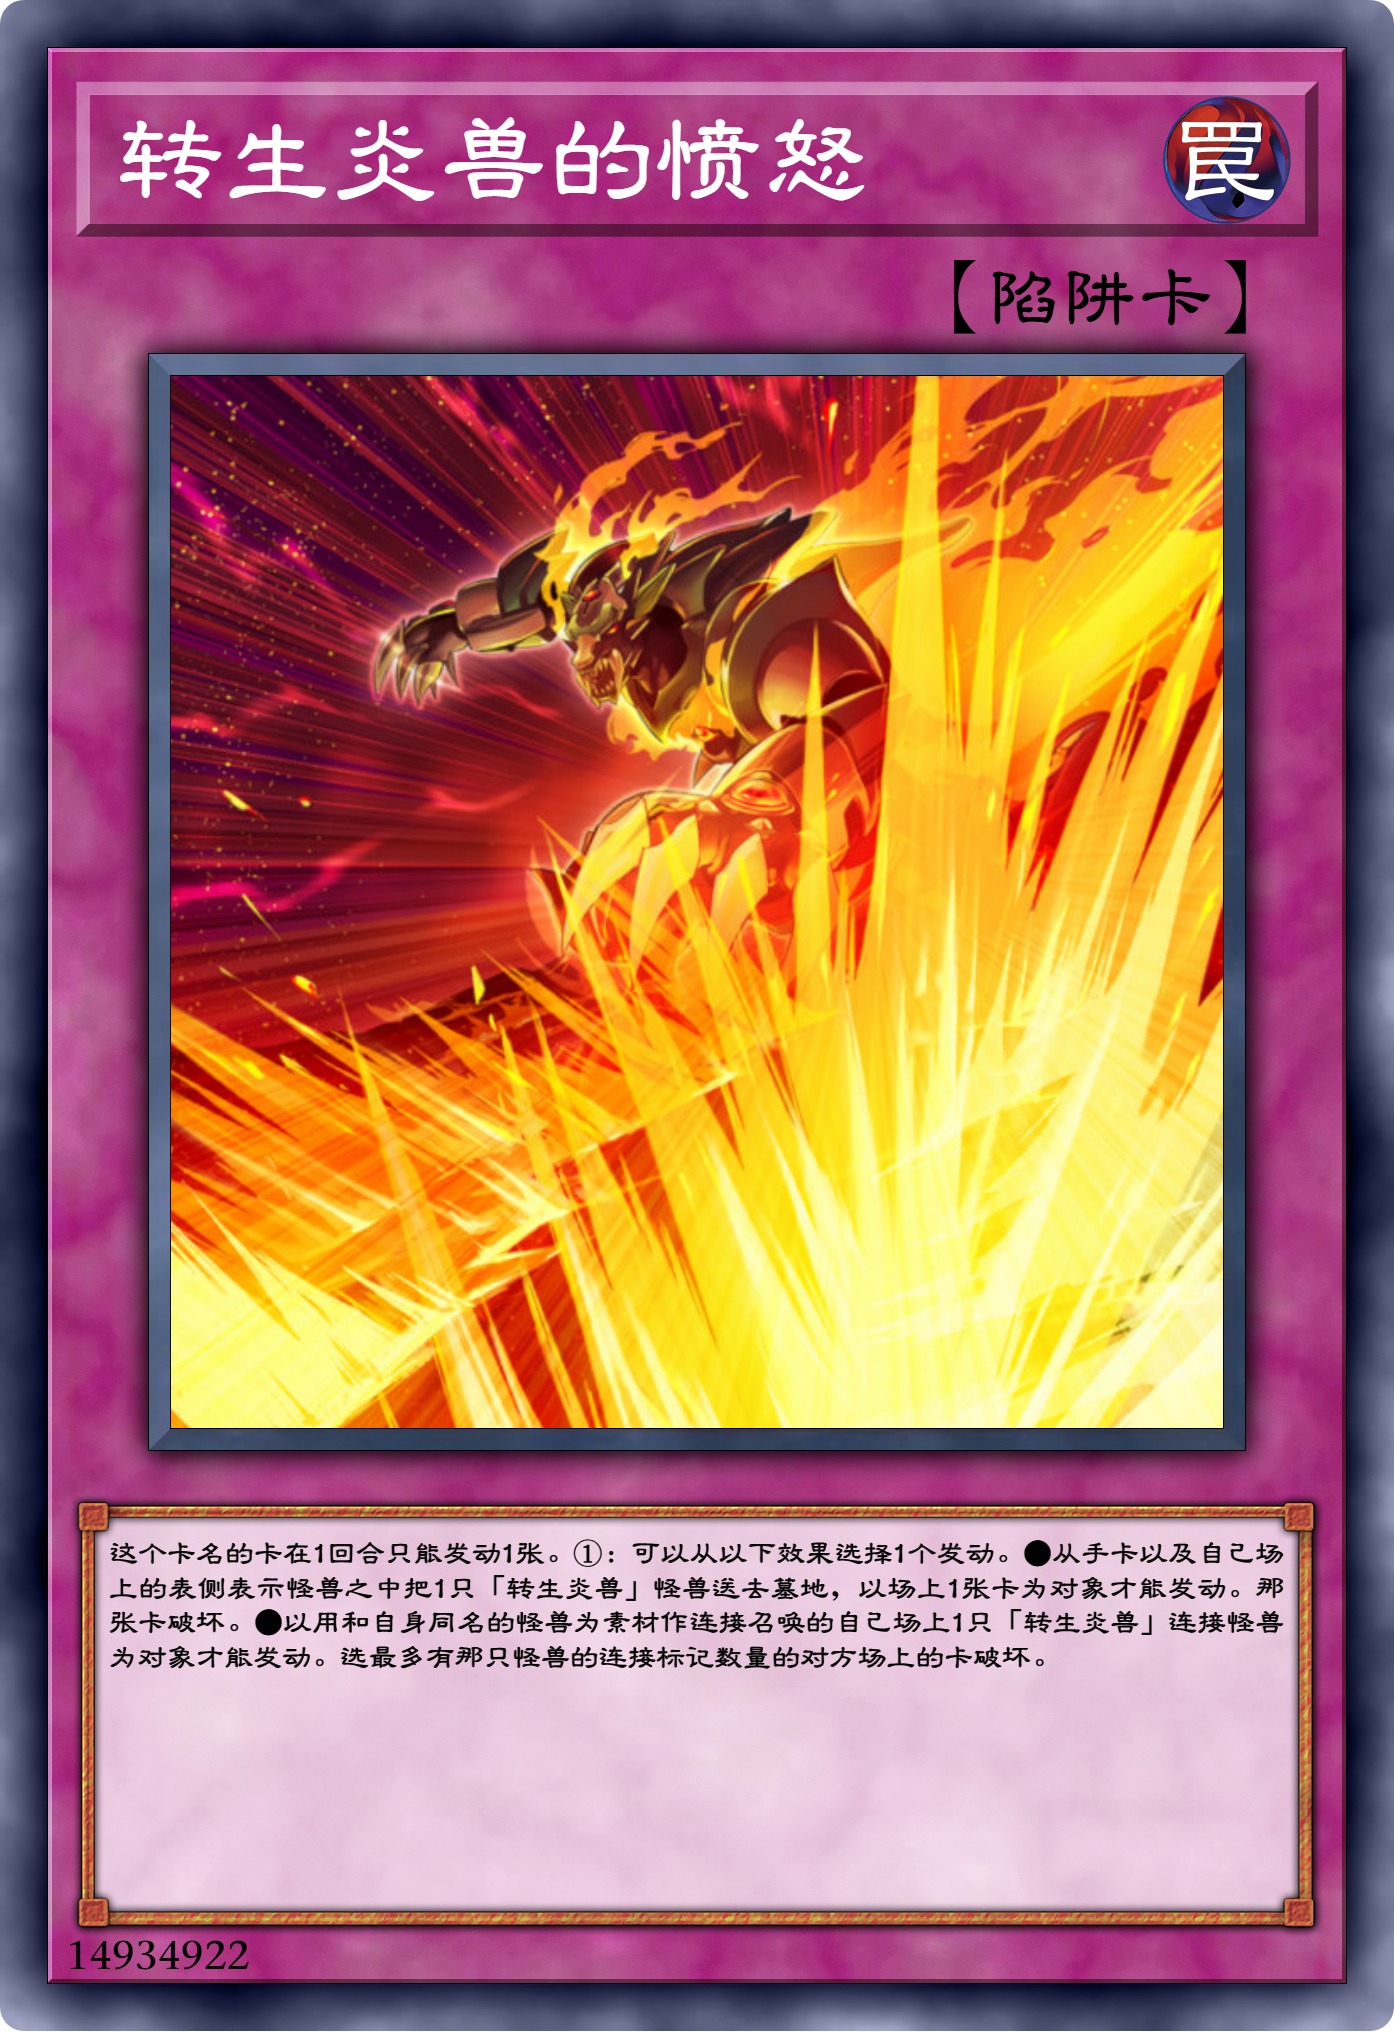 转生炎兽的愤怒
罠
【陷阱卡】
这个卡名的卡在1回合只能发动1张。①：可以从以下效果选择1个发动。●从手卡以及自己场
上的表侧表示怪兽之中把1只「转生炎兽」怪兽送去墓地，以场上1张卡为对象才能发动。那
张卡破坏。●以用和自身同名的怪兽为素材作连接召唤的自己场上1只「转生炎兽」连接怪兽
为对象才能发动。选最多有那只怪兽的连接标记数量的对方场上的卡破坏。
14934922